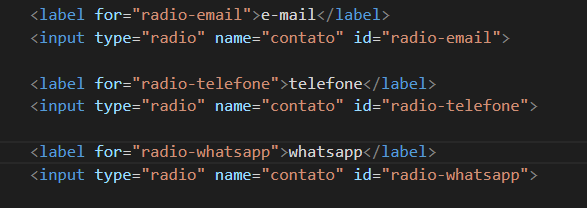 <label for="radio-email">e-mail</label>
<input type="radio" name="contato" id="radio-email">
<label for="radio-telefone">telefone</label>
<input type="radio" name="contato" id="radio-telefone">
<label for="radio-whatsapp">whatsapp</label>
<input type="radio" name="contato" id="radio-whatsapp">